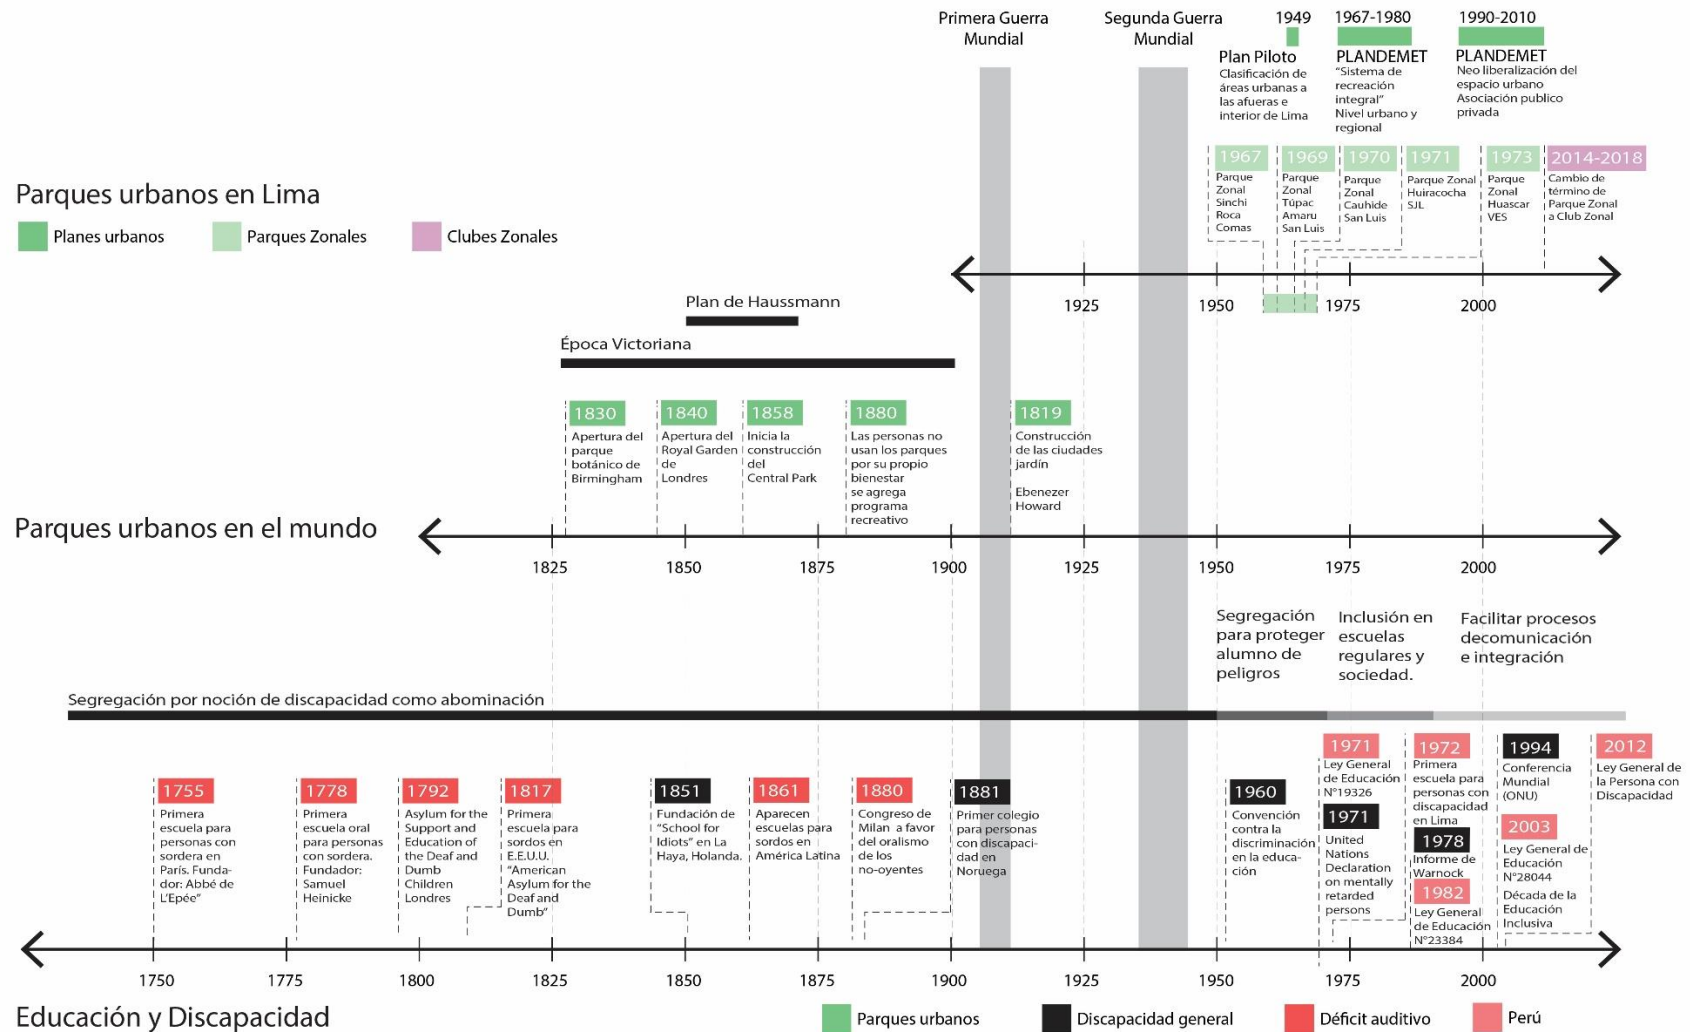 Primera Guerra
Mundial
Segunda Guerra
Mundial
1949
Plan Piloto
Clasificación de
áreas urbanas a
las afueras e
interior de Lima
1967-1980
PLANDEMET
"Sistema de
recreación
integral"
Nivel urbano y
regional
1990-2010
PLANDEMET
Neo liberalización del
espacio urbano
Asociación publico
privada
Parques urbanos en Lima
Planes urbanos
Parques Zonales
Clubes Zonales
1967
Parque
Zonal
Sinchi
Roca
Comas
1969
Parque
Zonal
Túpac
Amaru
San Luis
1970
Parque
Zonal
Cauhide
San Luis
1971
Parque Zonal
Huiracocha
SJL
1973
Parque
Zonal
Huascar
VES
2014-2018
Cambio de
término de
Parque Zonal
a Club Zonal
1925
1950
1975
2000
Plan de Haussmann
Época Victoriana
1830
Apertura del
parque
botánico de
Birmingham
1840
Apertura del
Royal Garden
de
Londres
1858
Inicia la
construcción
del
Central Park
1880
Las personas no
usan los parques
por su propio
bienestar
se agrega
programa
recreativo
1819
Construcción
de las ciudades
jardín
Ebenezer
Howard
Parques urbanos en el mundo
1825
1850
1875
1900
1925
1950
1975
2000
Segregación
para proteger
alumno de
peligros
Inclusión en
escuelas
regulares y
sociedad.
Facilitar procesos
decomunicación
e integración
Segregación por noción de discapacidad como abominación
1755
Primera
escuela para
personas con
sordera en
París. Funda-
dor: Abbé de
L'Epée"
1778
Primera
escuela oral
para personas
con sordera.
Fundador:
Samuel
Heinicke
1792
Asylum for the
Support and
Education of
the Deaf and
Dumb
Children
Londres
1817
Primera
escuela para
sordos en
E.E.U.U.
"American
Asylum for the
Deaf and
Dumb"
1851
Fundación de
"School for
Idiots" en La
Haya, Holanda.
1861
Aparecen
escuelas para
sordos en
América Latina
1880
Congreso de
Milan a favor
del oralismo
de los
no-oyentes
1881
Primer colegio
para personas
con discapaci-
dad en
Noruega
1960
Convención
contra la
discriminación
en la educa-
ción
1971
Ley General
de Educación
N°19326
1971
United
Nations
Declaration
on mentally
retarded
persons
1972
Primera
escuela para
personas con
discapacidad
en Lima
1978
Informe de
Warnock
1982
Ley General
de Educación
N°23384
1994
Conferencia
Mundial
(ONU)
2003
Ley General de
Educación
N°28044
Década de la
Educación
Inclusiva
2012
Ley General de
la Persona con
Discapacidad
1750
1775
1800
1825
1850
1875
1900
1925
1950
1975
2000
Educación y Discapacidad
Parques urbanos
Discapacidad general
Déficit auditivo
Perú